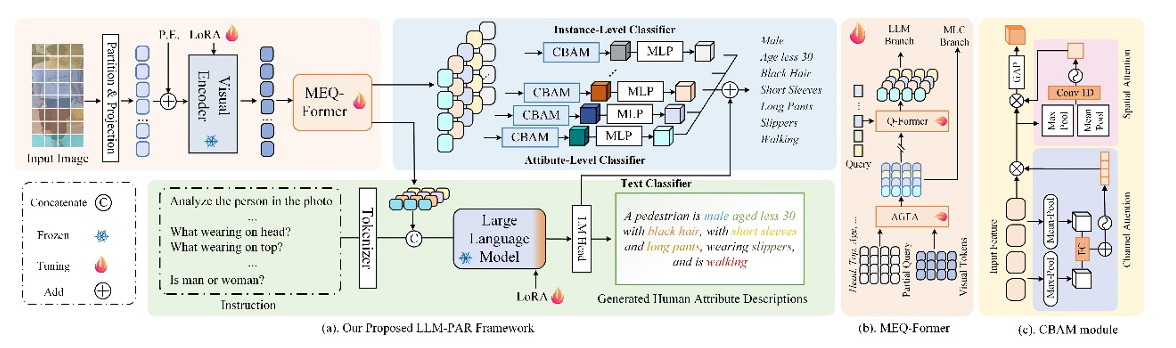 P.E.
LoRA
Partition & Projection
Visual Encoder
MEQ-Former
Input Image
Instance-Level Classifier
CBAM
MLP
CBAM
MLP
CBAM
MLP
CBAM
MLP
Attibute-Level Classifier
Male
Age less 30
Black Hair
Short Sleeves
Long Pants
Slippers
Walking
Concatenate
C
Frozen
Tuning
Add
Analyze the person in the photo
...
What wearing on head?
What wearing on top?
...
Is man or woman?
Instruction
Tokenizer
C
Large Language Model
LoRA
LM Head
Text Classifier
A pedestrian is male aged less 30
with black hair, with short sleeves
and long pants, wearing slippers,
and is walking
Generated Human Attribute Descriptions
(a). Our Proposed LLM-PAR Framework
LLM Branch
MLC Branch
Q-Former
Query
AGFA
Head, Top, Age...
Partial Query
Visual Tokens
(b). MEQ-Former
GAP
Conv 1D
Max Pool
Mean Pool
Spatial Attention
Input Feature
Mean-Pool
Max-Pool
FC
Channel Attention
(c). CBAM module